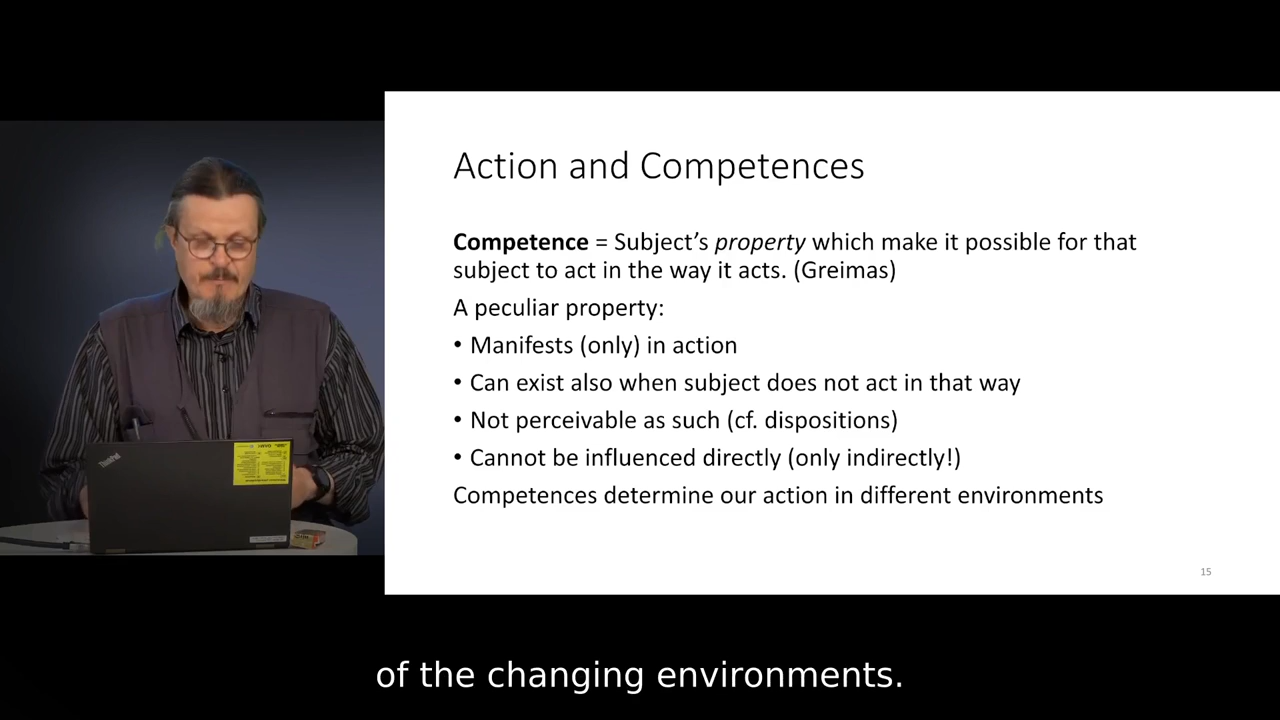 Action and Competences
Competence = Subject's property which make it possible for that
subject to act in the way it acts. (Greimas)
A peculiar property:
• Manifests (only) in action
• Can exist also when subject does not act in that way
• Not perceivable as such (cf. dispositions)
• Cannot be influenced directly (only indirectly!)
Competences determine our action in different environments
ThinkPad
15
of the changing environments.